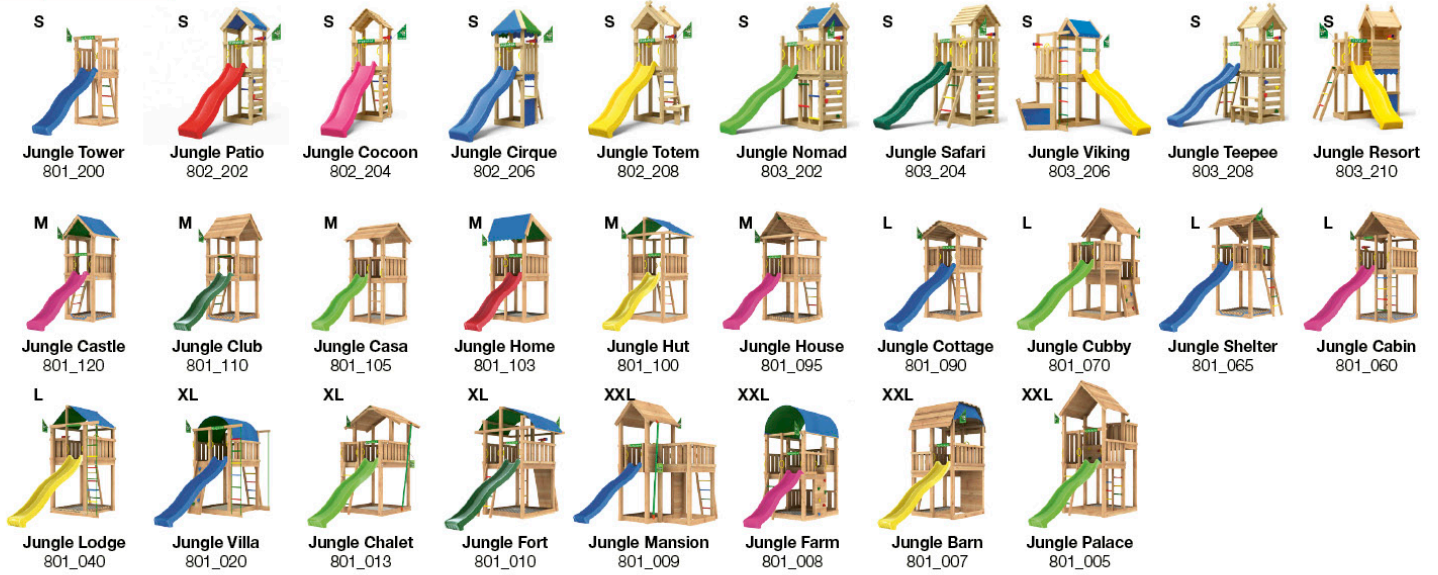 S S S S S S S S S S
Jungle Tower Jungle Patio Jungle Cocoon Jungle Cirque Jungle Totem Jungle Nomad Jungle Safari Jungle Viking Jungle Teepee Jungle Resort
801_200 802_202 802_204 802_206 802_208 803_202 803_204 803_206 803_208 803_210
M M M M M M L L L L
Jungle Castle Jungle Club Jungle Casa Jungle Home Jungle Hut Jungle House Jungle Cottage Jungle Cubby Jungle Shelter Jungle Cabin
801_120 801_110 801_105 801_103 801_100 801_095 801_090 801_070 801_065 801_060
L XL XL XL XXL XXL XXL XXL
Jungle Lodge Jungle Villa Jungle Chalet Jungle Fort Jungle Mansion Jungle Farm Jungle Barn Jungle Palace
801_040 801_020 801_013 801_010 801_009 801_008 801_007 801_005